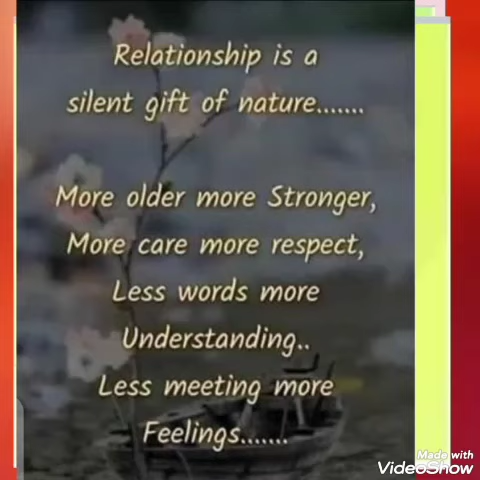 Relationship is a
silent gift of nature.......
More older more Stronger,
More care more respect,
Less words more
Understanding..
Less meeting more
Feelings.......
Made with
VideoShow